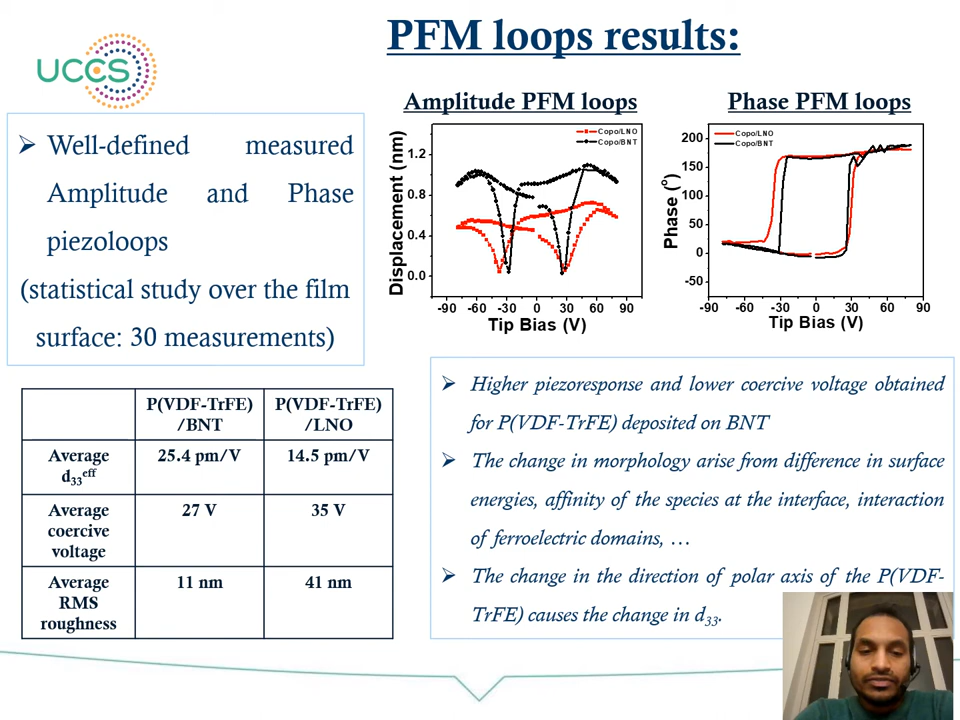 PFM loops results:
UCCS
➢ Well-defined measured
Amplitude and Phase
piezoloops
(statistical study over the film
surface: 30 measurements)
Amplitude PFM loops
Displacement (nm)
1.2
0.8
0.4
0.0
Copo/LNO
Copo/BNT
-90 -60 -30 0 30 60 90
Tip Bias (V)
Phase PFM loops
Phase (°)
200
150
100
50
0
-50
Copo/LNO
Copo/BNT
-90 -60 -30 0 30 60 90
Tip Bias (V)
P(VDF-TrFE) P(VDF-TrFE)
/BNT /LNO
Average 25.4 pm/V 14.5 pm/V
d₃₃ᵉᶠᶠ
Average 27 V 35 V
coercive
voltage
Average 11 nm 41 nm
RMS
roughness
➢ Higher piezoresponse and lower coercive voltage obtained
for P(VDF-TrFE) deposited on BNT
➢ The change in morphology arise from difference in surface
energies, affinity of the species at the interface, interaction
of ferroelectric domains, …
➢ The change in the direction of polar axis of the P(VDF-
TrFE) causes the change in d₃₃.